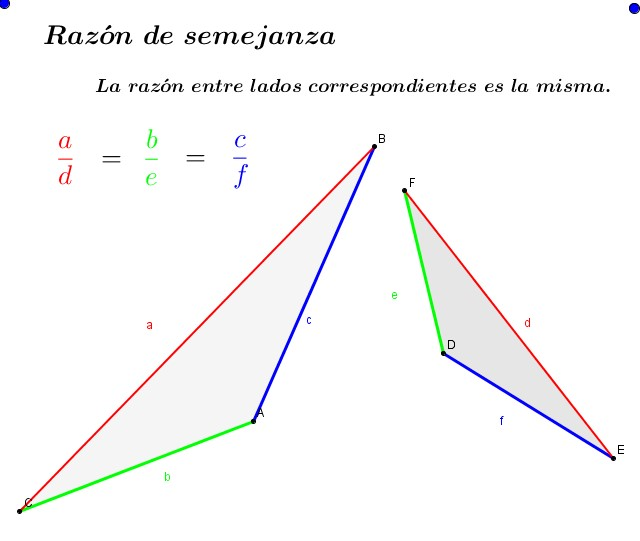 Razón de semejanza
La razón entre lados correspondientes es la misma.
a/d = b/e = c/f
B
F
e
d
a
c
D
A
f
E
b
C